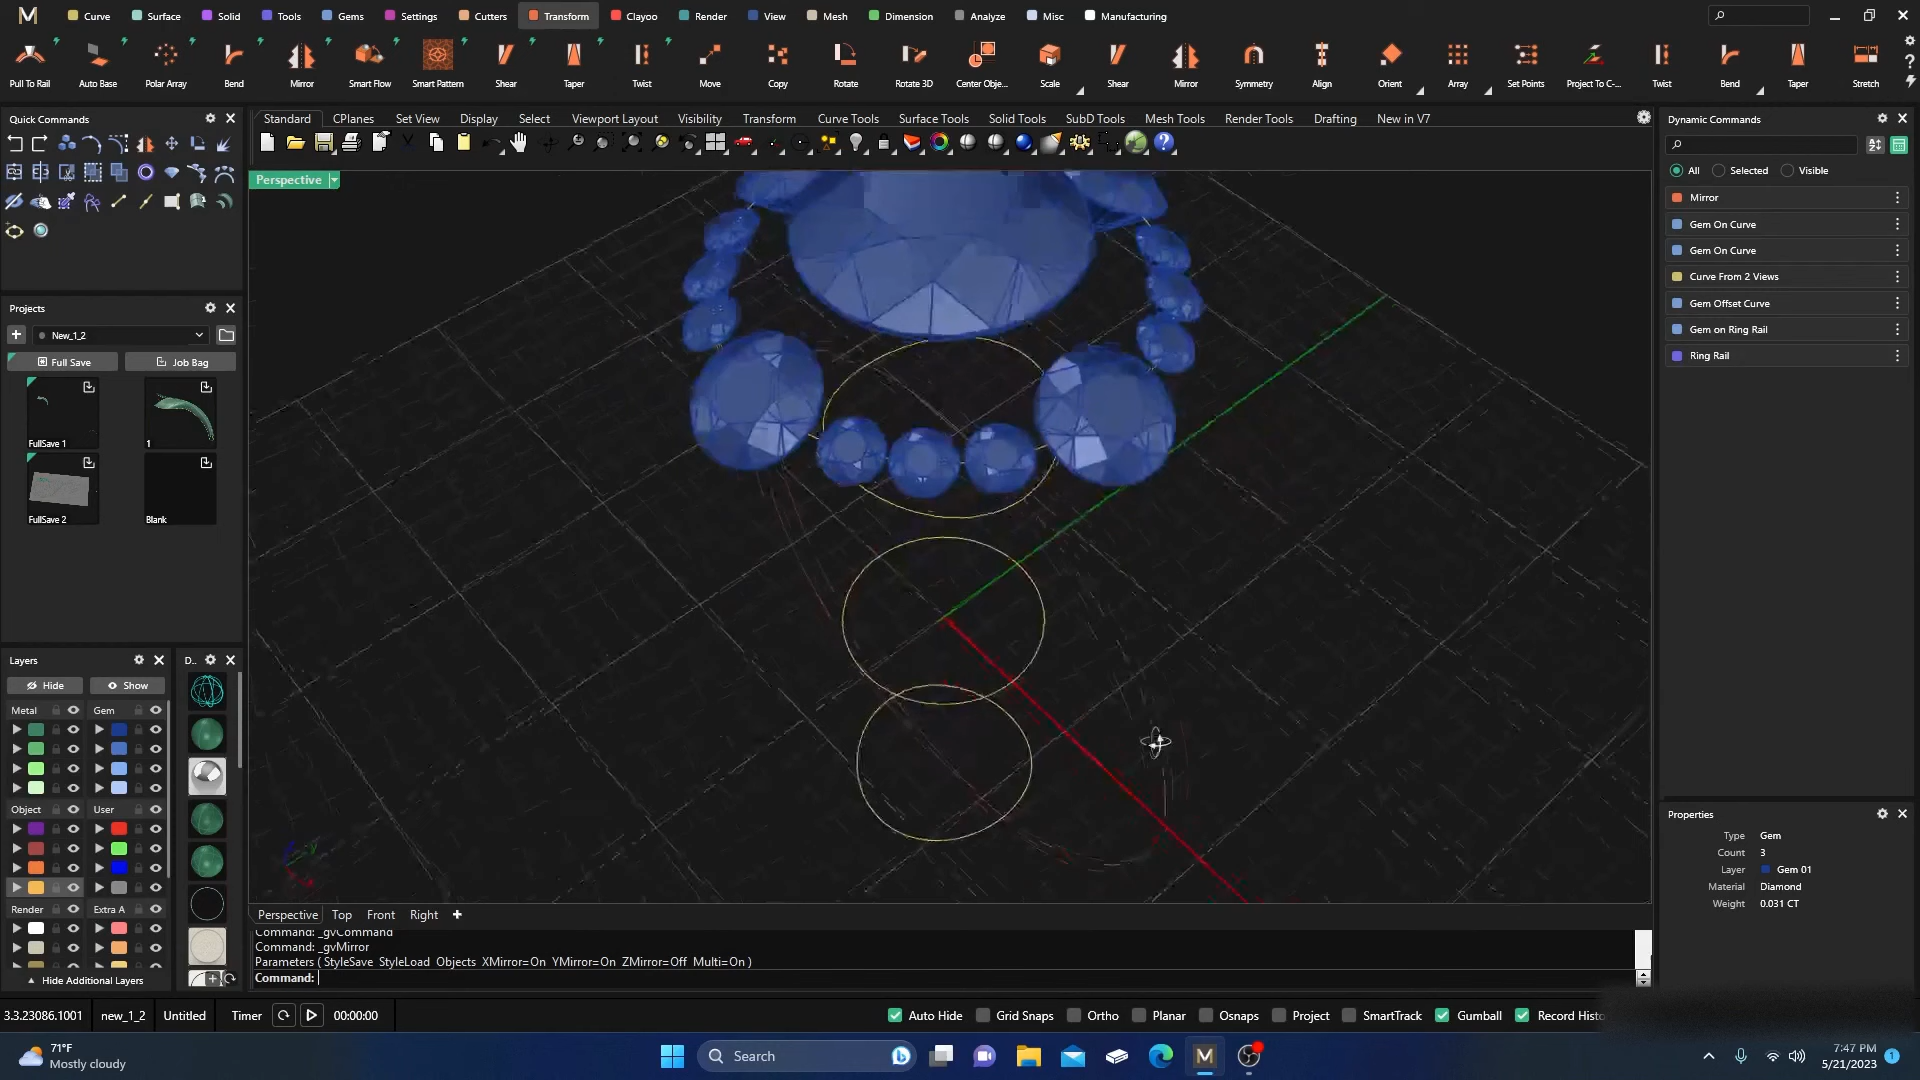 Curve Surface Solid Tools Gems Settings Cutters Transform Clayoo Render View Mesh Dimension Analyze Misc Manufacturing
Pull To Rail Auto Base Polar Array Bend Mirror Smart Flow Smart Pattern Shear Taper Twist Move Copy Rotate Rotate 3D Center Obje... Scale Shear Mirror Symmetry Align Orient Array Set Points Project To C-... Twist Bend Taper Stretch
Quick Commands
Standard CPlanes Set View Display Select Viewport Layout Visibility Transform Curve Tools Surface Tools Solid Tools SubD Tools Mesh Tools Render Tools Drafting New in V7
Perspective
Projects
New_1_2
Full Save Job Bag
FullSave 1 1
FullSave 2 Blank
Layers D..
Hide Show
Metal Gem
Object User
Render Extra A
Hide Additional Layers
Dynamic Commands
All Selected Visible
Mirror
Gem On Curve
Gem On Curve
Curve From 2 Views
Gem Offset Curve
Gem on Ring Rail
Ring Rail
Properties
Type Gem
Count 3
Layer Gem 01
Material Diamond
Weight 0.031 CT
Perspective Top Front Right
Command: _gvCommand
Command: _gvMirror
Parameters ( StyleSave StyleLoad Objects XMirror=On YMirror=On ZMirror=Off Multi=On )
Command:
3.3.23086.1001 new_1_2 Untitled Timer 00:00:00 Auto Hide Grid Snaps Ortho Planar Osnaps Project SmartTrack Gumball Record Histo
71°F
Mostly cloudy
Search
7:47 PM
5/21/2023
1